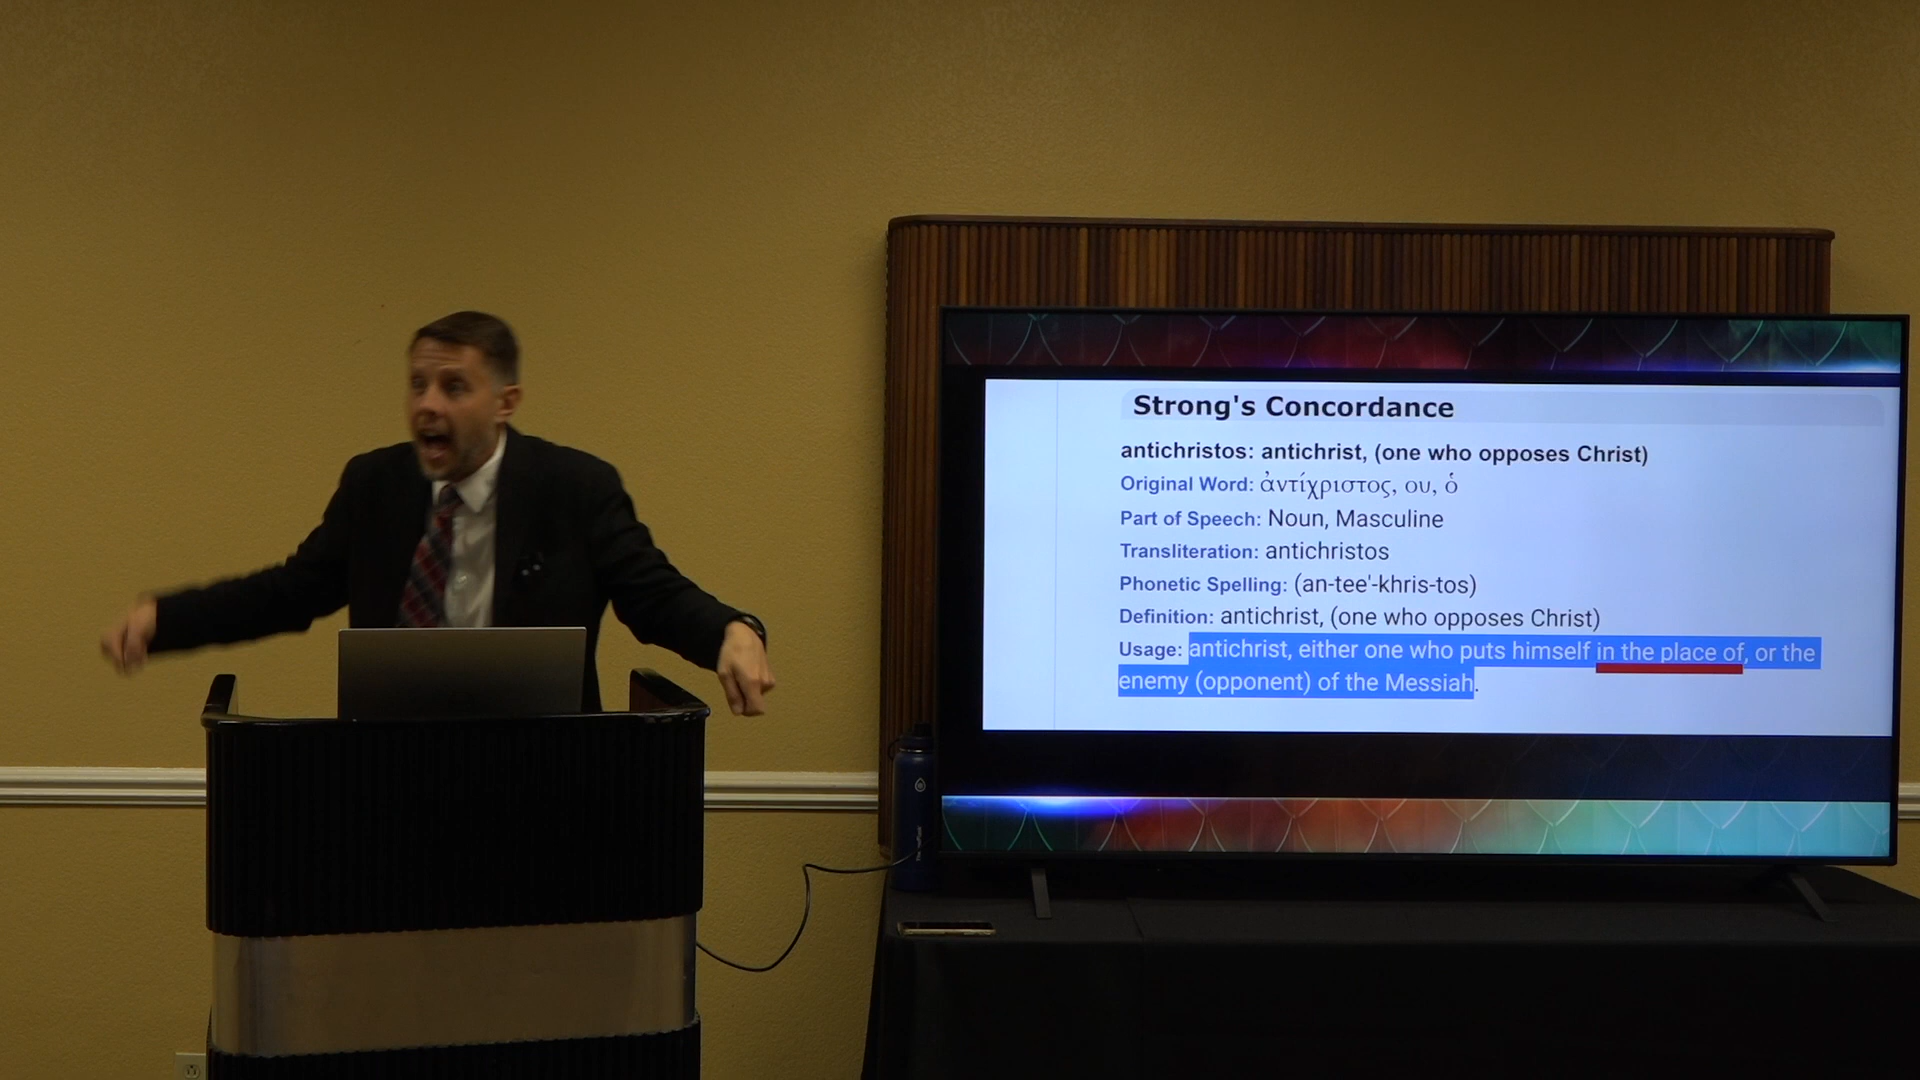 Strong's Concordance
antichristos: antichrist, (one who opposes Christ)
Original Word: ἀντίχριστος, ου, ὁ
Part of Speech: Noun, Masculine
Transliteration: antichristos
Phonetic Spelling: (an-tee'-khris-tos)
Definition: antichrist, (one who opposes Christ)
Usage: antichrist, either one who puts himself in the place of, or the
enemy (opponent) of the Messiah.